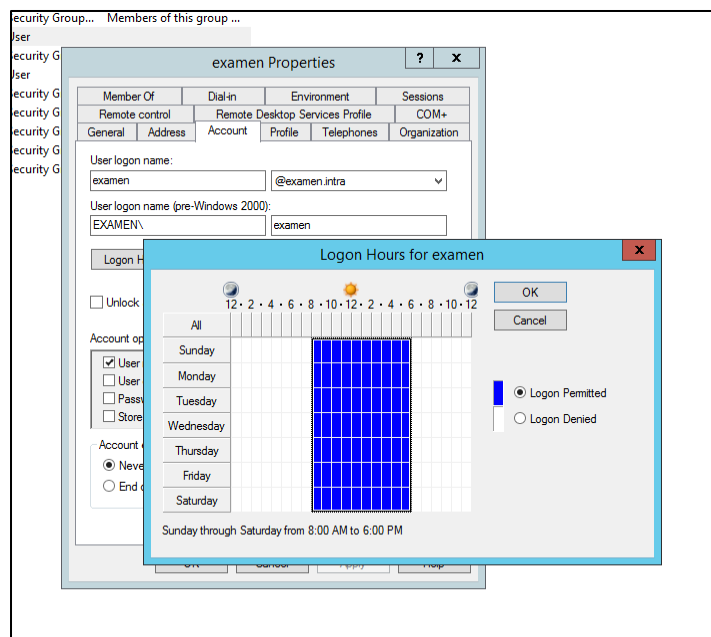 ecurity Group... Members of this group ...
User
ecurity G
User
ecurity G
ecurity G
ecurity G
ecurity G
ecurity G
examen Properties
? x
Member Of Dial-in Environment Sessions
Remote control Remote Desktop Services Profile COM+
General Address Account Profile Telephones Organization
User logon name:
examen @examen.intra
User logon name (pre-Windows 2000):
EXAMEN\ examen
Logon H
Unlock
Account op
User
User
Passw
Store
Account e
Never
End o
Logon Hours for examen
x
12 · 2 · 4 · 6 · 8 · 10 · 12 · 2 · 4 · 6 · 8 · 10 · 12
All
Sunday
Monday
Tuesday
Wednesday
Thursday
Friday
Saturday
OK
Cancel
Logon Permitted
Logon Denied
Sunday through Saturday from 8:00 AM to 6:00 PM